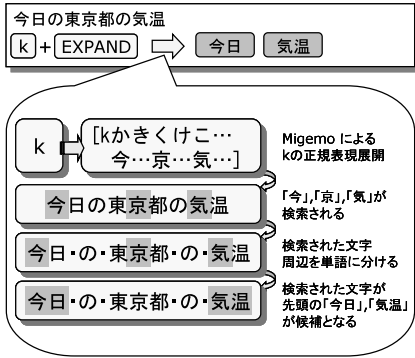 今日の東京都の気温
k + EXPAND 今日 気温
k
[kかきくけこ…
今…京…気…]
Migemo による
kの正規表現展開
今日の東京都の気温
「今」,「京」,「気」が
検索される
今日・の・東京都・の・気温
検索された文字
周辺を単語に分ける
今日・の・東京都・の・気温
検索された文字が
先頭の「今日」,「気温」
が候補となる